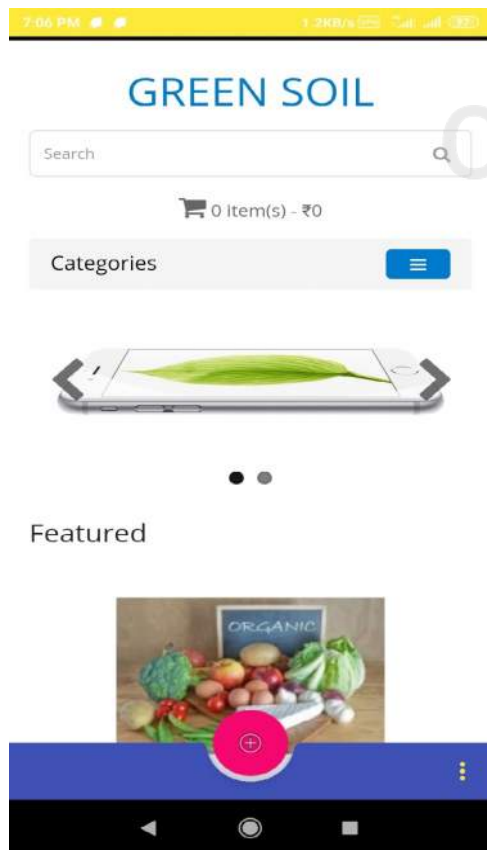 7:06 PM
1.2KB/s
GREEN SOIL
Search
0 item(s) - ₹0
Categories
Featured
ORGANIC